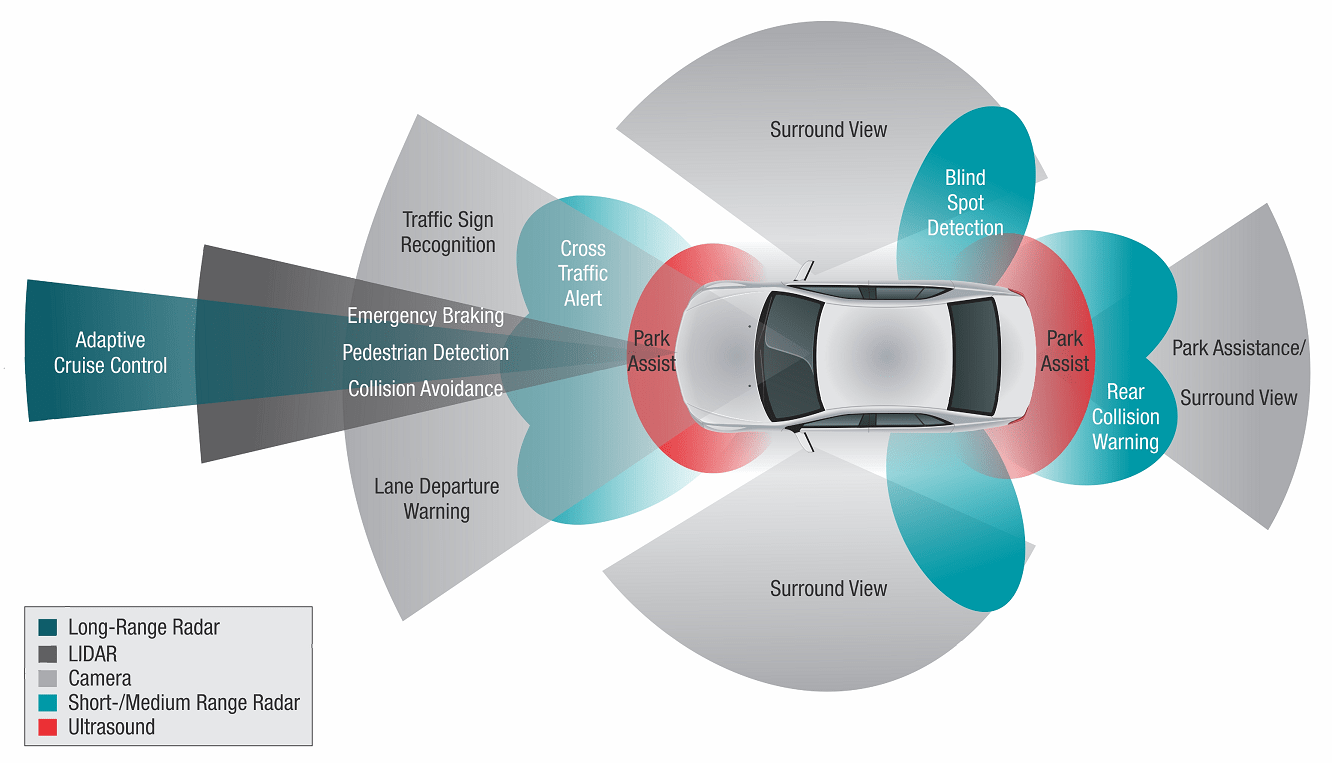 Surround View
Blind
Spot
Detection
Traffic Sign
Recognition
Cross
Traffic
Alert
Emergency Braking
Adaptive
Cruise Control
Pedestrian Detection
Collision Avoidance
Park
Assist
Park
Assist
Park Assistance/
Surround View
Rear
Collision
Warning
Lane Departure
Warning
Surround View
Long-Range Radar
LIDAR
Camera
Short-/Medium Range Radar
Ultrasound